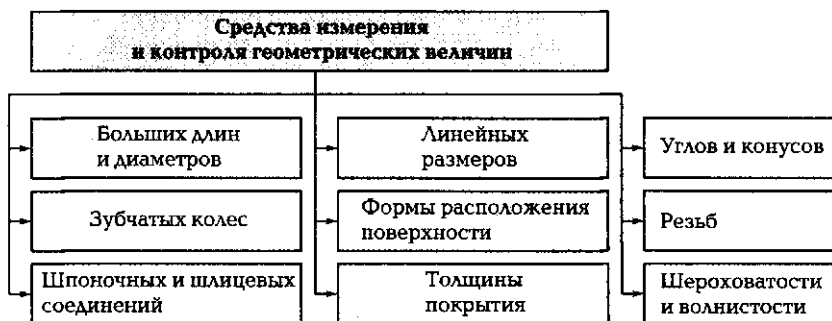 Средства измерения
и контроля геометрических величин
Больших длин
и диаметров
Линейных
размеров
Углов и конусов
Зубчатых колес
Формы расположения
поверхности
Резьб
Шпоночных и шлицевых
соединений
Толщины
покрытия
Шероховатости
и волнистости